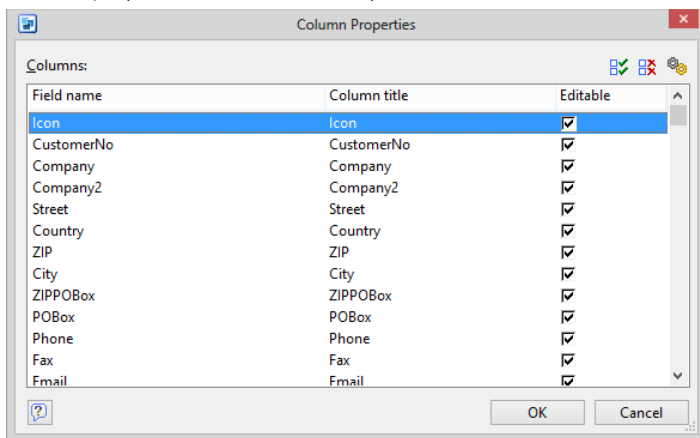 Column Properties
Columns:
Field name Column title Editable
Icon Icon
CustomerNo CustomerNo
Company Company
Company2 Company2
Street Street
Country Country
ZIP ZIP
City City
ZIPPOBox ZIPPOBox
POBox POBox
Phone Phone
Fax Fax
Email Email
OK Cancel